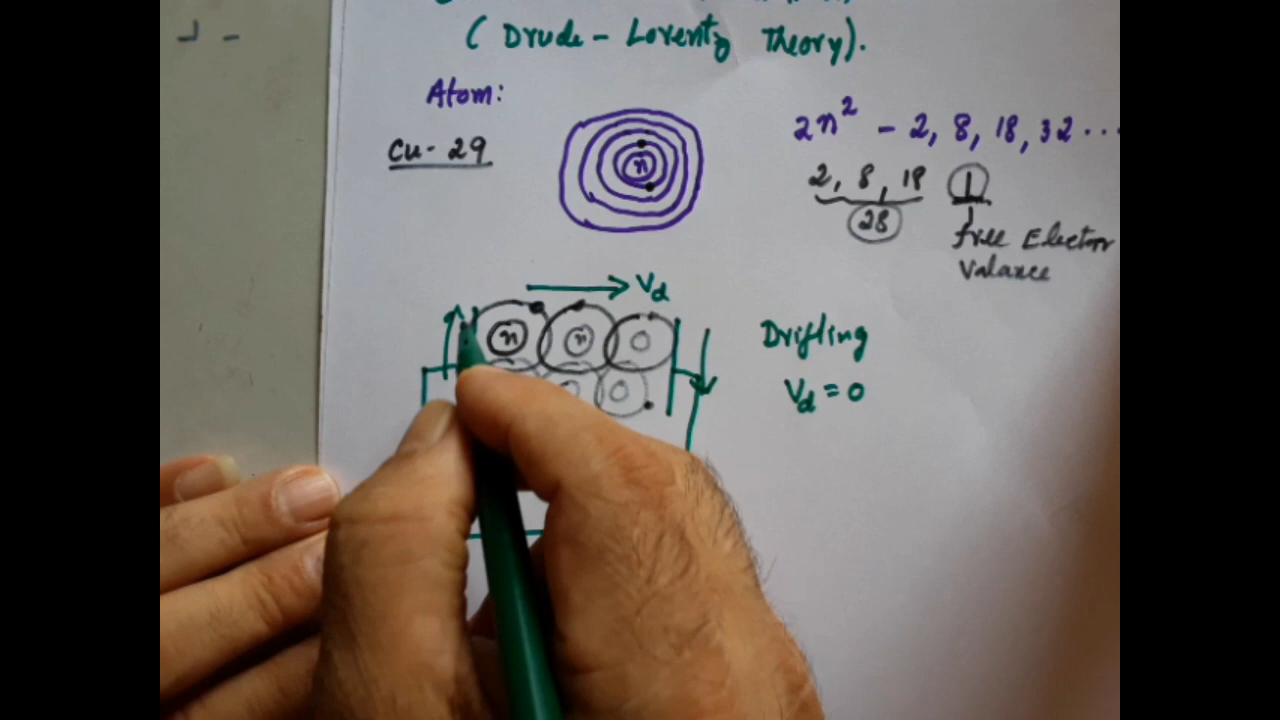 ( Drude - Lorentz Theory).
Atom:
Cu - 29
n
2n² - 2, 8, 18, 32 ...
2, 8, 18 1
28
free Electron
Valance
Vd
n n
Drifting
Vd = 0